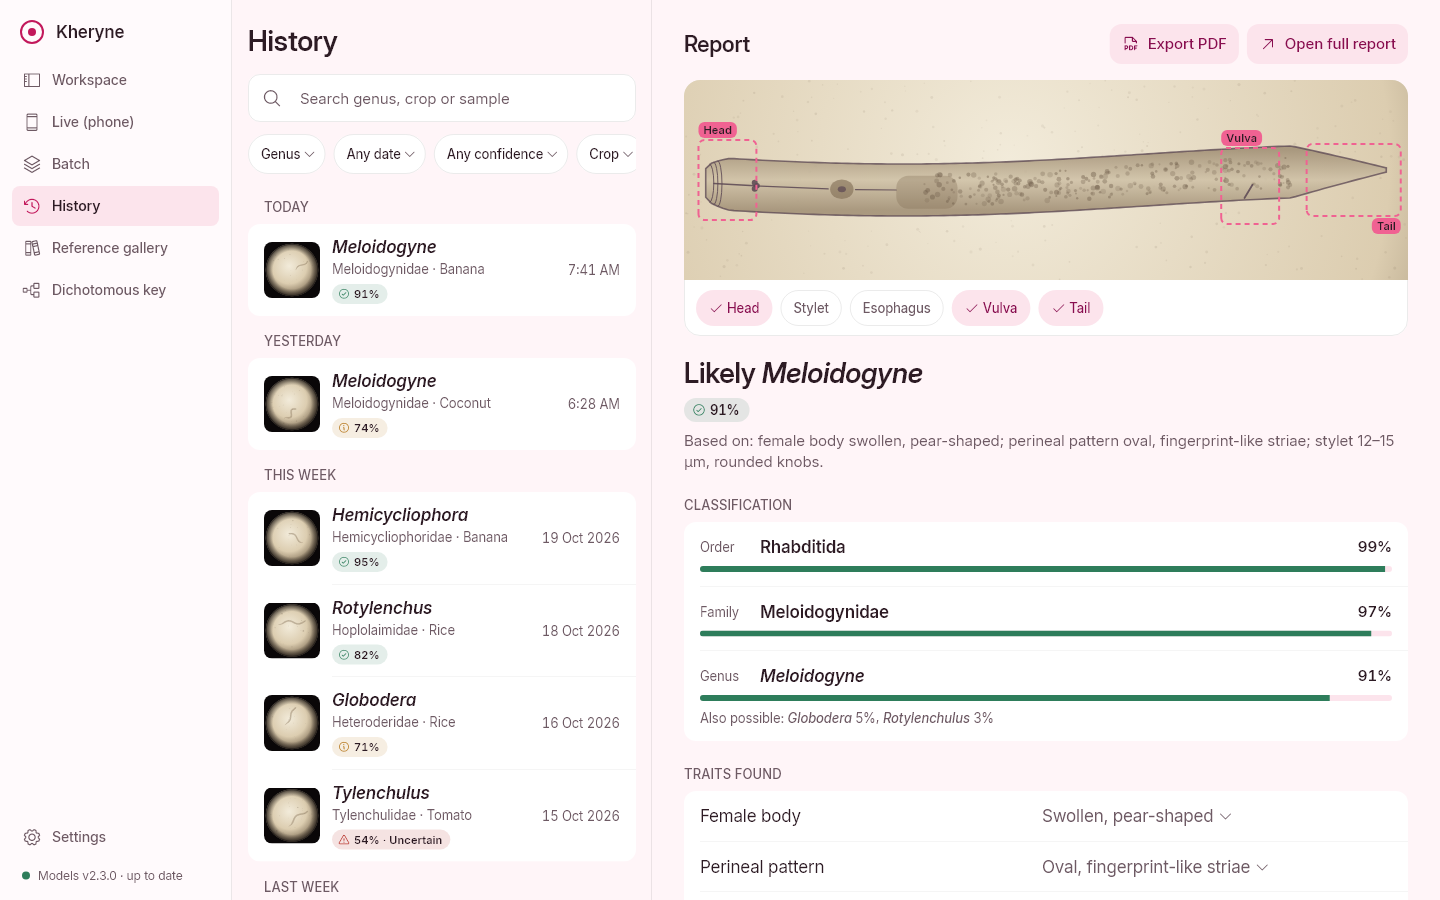 Kheryne
Workspace
Live (phone)
Batch
History
Reference gallery
Dichotomous key
Settings
Models v2.3.0 · up to date
History
Search genus, crop or sample
Genus
Any date
Any confidence
Crop
TODAY
Meloidogyne
Meloidogynidae · Banana
7:41 AM
91%
YESTERDAY
Meloidogyne
Meloidogynidae · Coconut
6:28 AM
74%
THIS WEEK
Hemicycliophora
Hemicycliophoridae · Banana
19 Oct 2026
95%
Rotylenchus
Hoplolaimidae · Rice
18 Oct 2026
82%
Globodera
Heteroderidae · Rice
16 Oct 2026
71%
Tylenchulus
Tylenchulidae · Tomato
15 Oct 2026
54% · Uncertain
LAST WEEK
Report
PDF
Export PDF
Open full report
Head
Vulva
Tail
Head
Stylet
Esophagus
Vulva
Tail
Likely Meloidogyne
91%
Based on: female body swollen, pear-shaped; perineal pattern oval, fingerprint-like striae; stylet 12–15
μm, rounded knobs.
CLASSIFICATION
Order Rhabditida 99%
Family Meloidogynidae 97%
Genus Meloidogyne 91%
Also possible: Globodera 5%, Rotylenchulus 3%
TRAITS FOUND
Female body Swollen, pear-shaped
Perineal pattern Oval, fingerprint-like striae